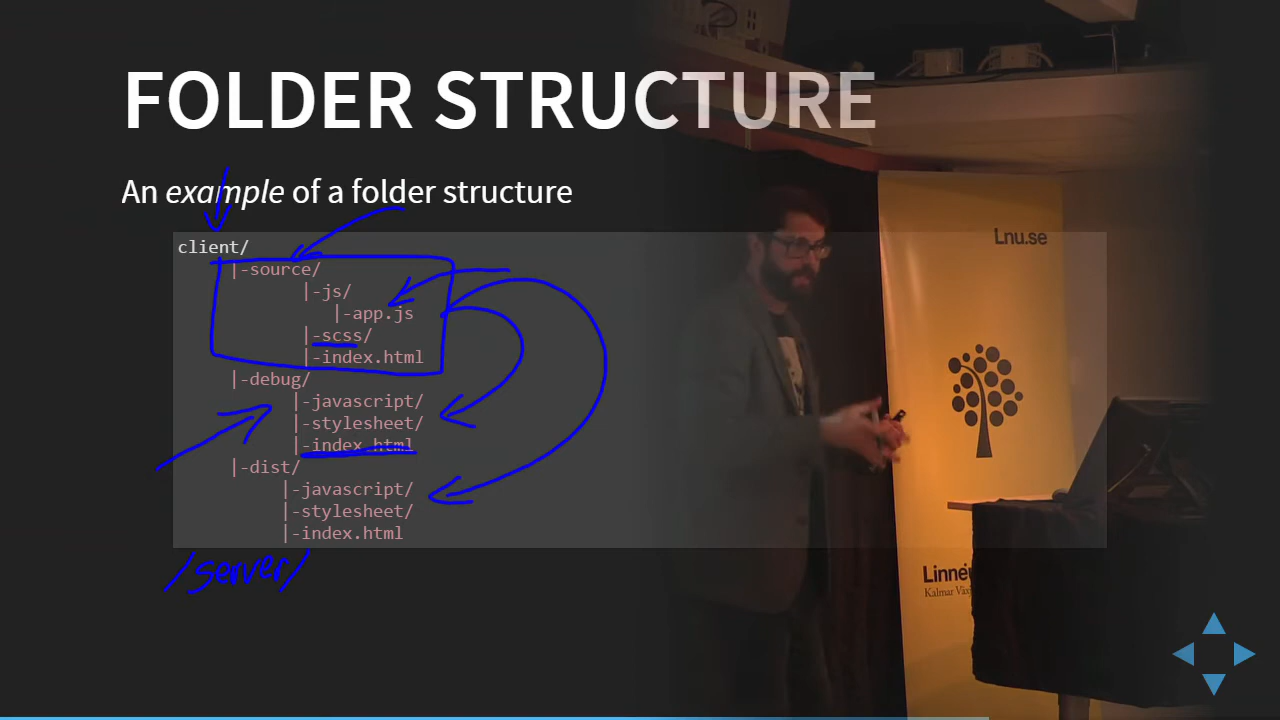 FOLDER STRUCTURE
An example of a folder structure
client/
|-source/
|-js/
|-app.js
|-scss/
|-index.html
|-debug/
|-javascript/
|-stylesheet/
|-index.html
|-dist/
|-javascript/
|-stylesheet/
|-index.html
/server/
Lnu.se
Kalmar